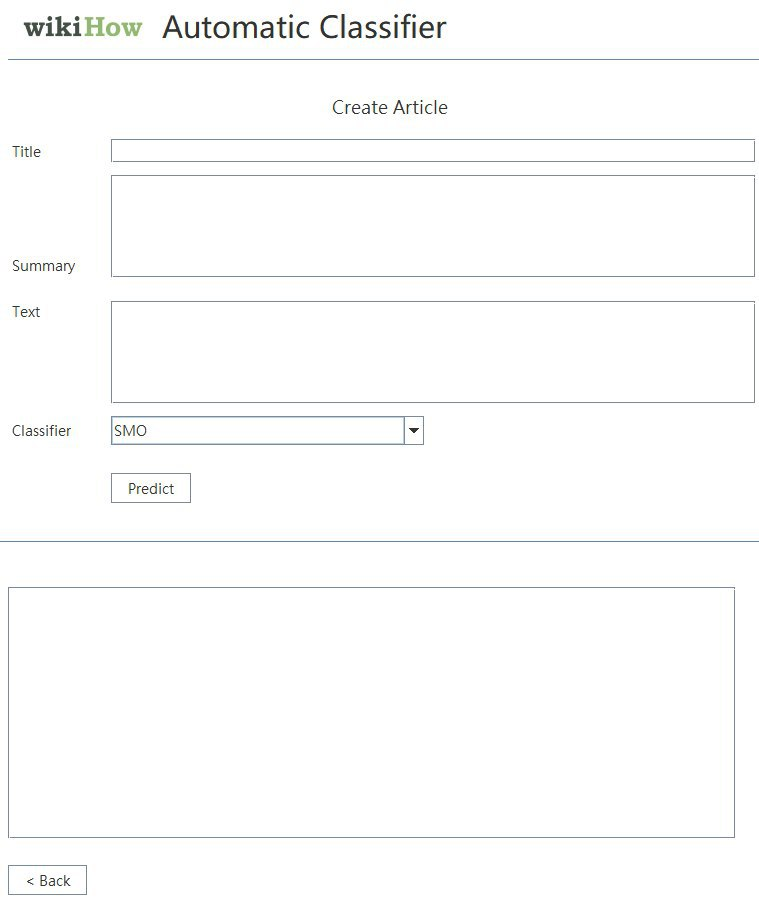 wikiHow Automatic Classifier
Create Article
Title
Summary
Text
Classifier SMO
Predict
< Back